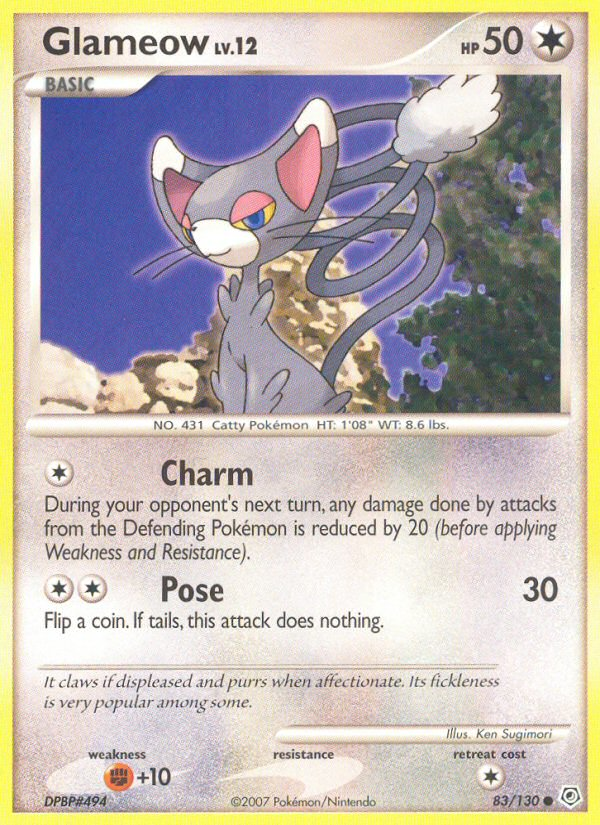 Glameow LV.12 HP 50
BASIC
NO. 431 Catty Pokémon HT: 1'08" WT: 8.6 lbs.
Charm
During your opponent's next turn, any damage done by attacks
from the Defending Pokémon is reduced by 20 (before applying
Weakness and Resistance).
Pose 30
Flip a coin. If tails, this attack does nothing.
It claws if displeased and purrs when affectionate. Its fickleness
is very popular among some.
Illus. Ken Sugimori
weakness resistance retreat cost
+10
DPBP#494 ©2007 Pokémon/Nintendo 83/130